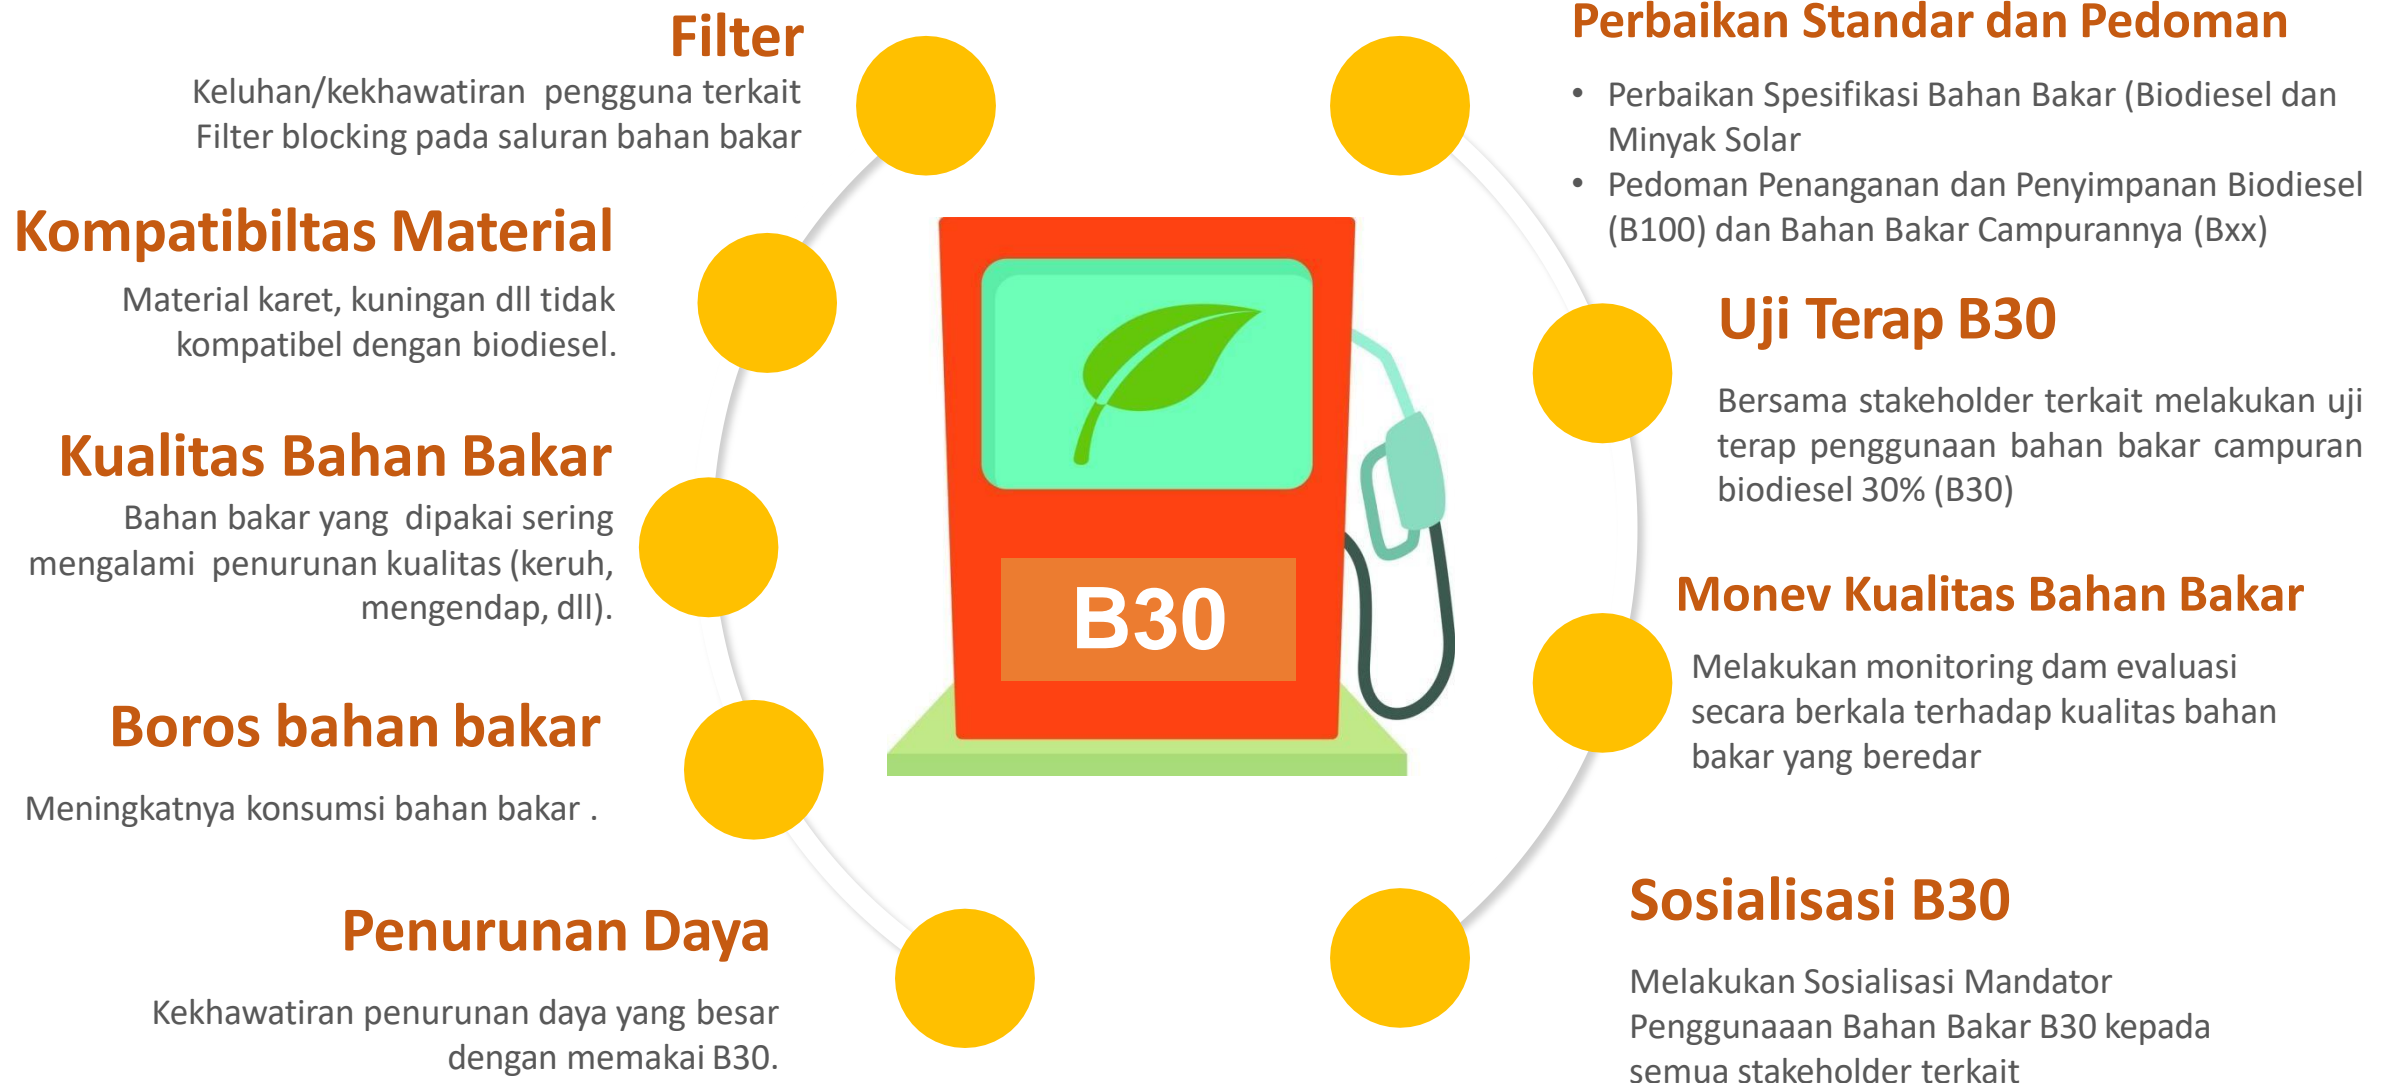 Filter
Keluhan/kekhawatiran pengguna terkait
Filter blocking pada saluran bahan bakar
Kompatibiltas Material
Material karet, kuningan dll tidak
kompatibel dengan biodiesel.
Kualitas Bahan Bakar
Bahan bakar yang dipakai sering
mengalami penurunan kualitas (keruh,
mengendap, dll).
Boros bahan bakar
Meningkatnya konsumsi bahan bakar .
Penurunan Daya
Kekhawatiran penurunan daya yang besar
dengan memakai B30.
B30
Perbaikan Standar dan Pedoman
• Perbaikan Spesifikasi Bahan Bakar (Biodiesel dan
Minyak Solar
• Pedoman Penanganan dan Penyimpanan Biodiesel
(B100) dan Bahan Bakar Campurannya (Bxx)
Uji Terap B30
Bersama stakeholder terkait melakukan uji
terap penggunaan bahan bakar campuran
biodiesel 30% (B30)
Monev Kualitas Bahan Bakar
Melakukan monitoring dam evaluasi
secara berkala terhadap kualitas bahan
bakar yang beredar
Sosialisasi B30
Melakukan Sosialisasi Mandator
Penggunaaan Bahan Bakar B30 kepada
semua stakeholder terkait